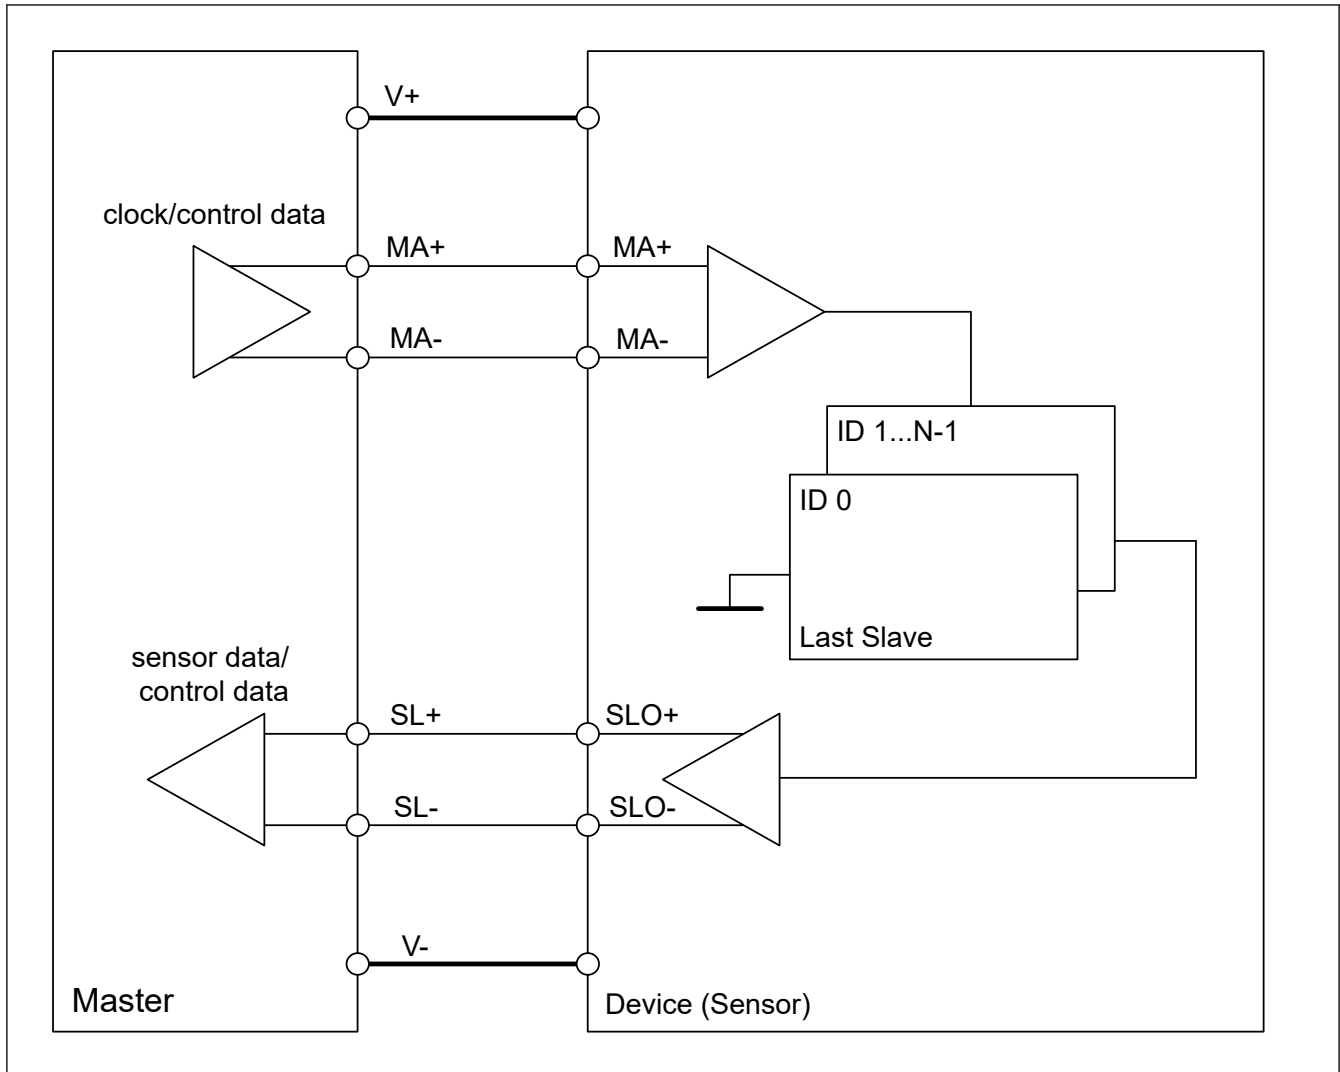 V+
clock/control data
MA+
MA+
MA-
MA-
ID 1...N-1
ID 0
Last Slave
sensor data/
control data
SL+
SLO+
SL-
SLO-
V-
Master
Device (Sensor)